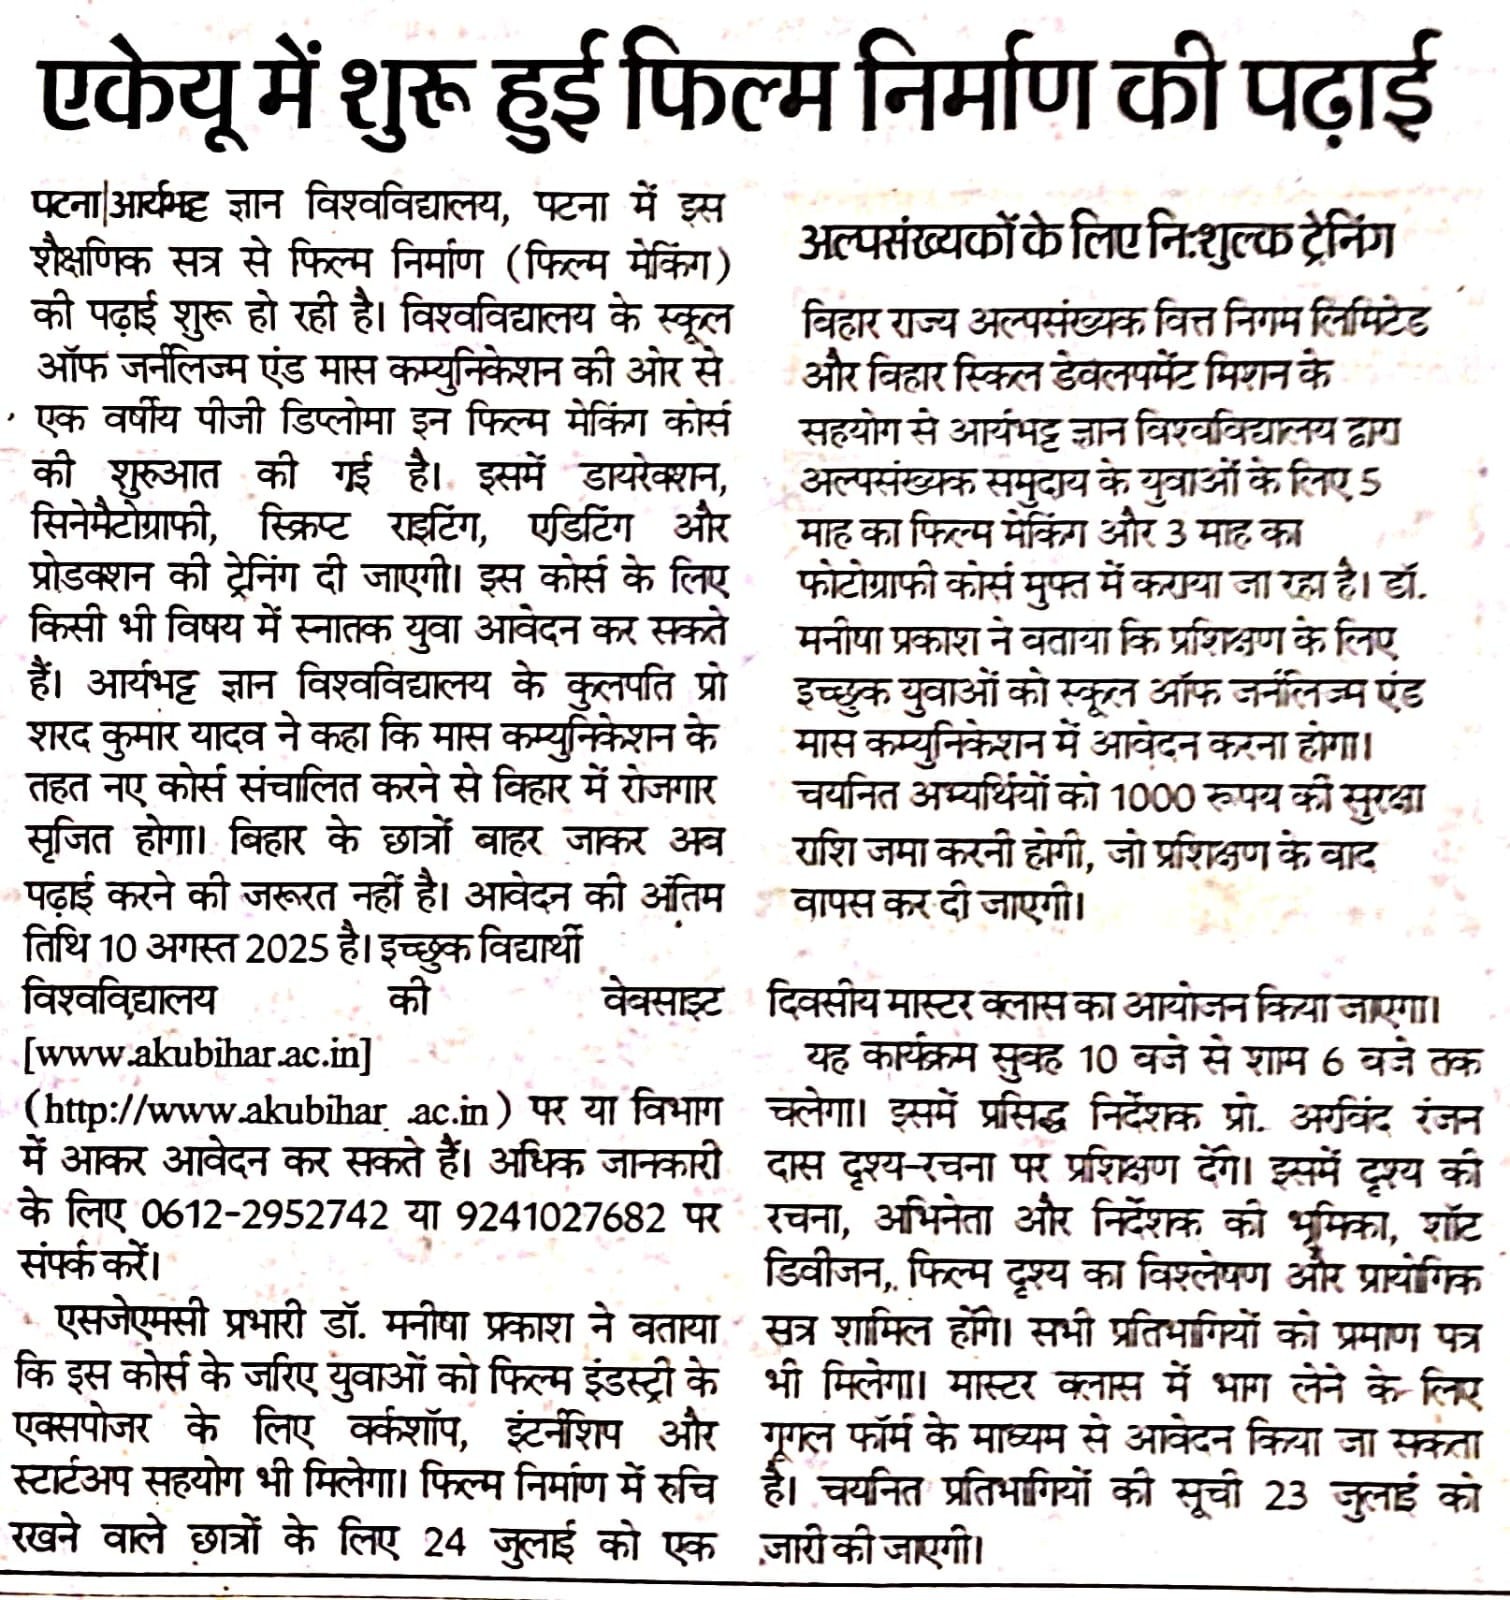 एकेयू में शुरू हुई फिल्म निर्माण की पढ़ाई
पटना|आर्यभट्ट ज्ञान विश्वविद्यालय, पटना में इस
शैक्षणिक सत्र से फिल्म निर्माण (फिल्म मेकिंग)
की पढ़ाई शुरू हो रही है। विश्वविद्यालय के स्कूल
ऑफ जर्नलिज्म एंड मास कम्युनिकेशन की ओर से
एक वर्षीय पीजी डिप्लोमा इन फिल्म मेकिंग कोर्स
की शुरुआत की गई है। इसमें डायरेक्शन,
सिनेमैटोग्राफी, स्क्रिप्ट राइटिंग, एडिटिंग और
प्रोडक्शन की ट्रेनिंग दी जाएगी। इस कोर्स के लिए
किसी भी विषय में स्नातक युवा आवेदन कर सकते
हैं। आर्यभट्ट ज्ञान विश्वविद्यालय के कुलपति प्रो
शरद कुमार यादव ने कहा कि मास कम्युनिकेशन के
तहत नए कोर्स संचालित करने से बिहार में रोजगार
सृजित होगा। बिहार के छात्रों बाहर जाकर अब
पढ़ाई करने की जरूरत नहीं है। आवेदन की अंतिम
तिथि 10 अगस्त 2025 है। इच्छुक विद्यार्थी
विश्वविद्यालय की वेबसाइट
[www.akubihar.ac.in]
(http://www.akubihar .ac.in) पर या विभाग
में आकर आवेदन कर सकते हैं। अधिक जानकारी
के लिए 0612-2952742 या 9241027682 पर
संपर्क करें।
एसजेएमसी प्रभारी डॉ. मनीषा प्रकाश ने बताया
कि इस कोर्स के जरिए युवाओं को फिल्म इंडस्ट्री के
एक्सपोजर के लिए वर्कशॉप, इंटर्नशिप और
स्टार्टअप सहयोग भी मिलेगा। फिल्म निर्माण में रुचि
रखने वाले छात्रों के लिए 24 जुलाई को एक
अल्पसंख्यकों के लिए नि:शुल्क ट्रेनिंग
बिहार राज्य अल्पसंख्यक वित्त निगम लिमिटेड
और बिहार स्किल डेवलपमेंट मिशन के
सहयोग से आर्यभट्ट ज्ञान विश्वविद्यालय द्वारा
अल्पसंख्यक समुदाय के युवाओं के लिए 5
माह का फिल्म मेकिंग और 3 माह का
फोटोग्राफी कोर्स मुफ्त में कराया जा रहा है। डॉ.
मनीषा प्रकाश ने बताया कि प्रशिक्षण के लिए
इच्छुक युवाओं को स्कूल ऑफ जर्नलिज्म एंड
मास कम्युनिकेशन में आवेदन करना होगा।
चयनित अभ्यर्थियों को 1000 रूपय की सुरक्षा
राशि जमा करनी होगी, जो प्रशिक्षण के बाद
वापस कर दी जाएगी।
दिवसीय मास्टर क्लास का आयोजन किया जाएगा।
यह कार्यक्रम सुबह 10 बजे से शाम 6 बजे तक
चलेगा। इसमें प्रसिद्ध निर्देशक प्रो. अरविंद रंजन
दास दृश्य-रचना पर प्रशिक्षण देंगे। इसमें दृश्य की
रचना, अभिनेता और निर्देशक की भूमिका, शॉट
डिवीजन, फिल्म दृश्य का विश्लेषण और प्रायोगिक
सत्र शामिल होंगे। सभी प्रतिभागियों को प्रमाण पत्र
भी मिलेगा। मास्टर क्लास में भाग लेने के लिए
गूगल फॉर्म के माध्यम से आवेदन किया जा सकता
है। चयनित प्रतिभागियों की सूची 23 जुलाई को
जारी की जाएगी।